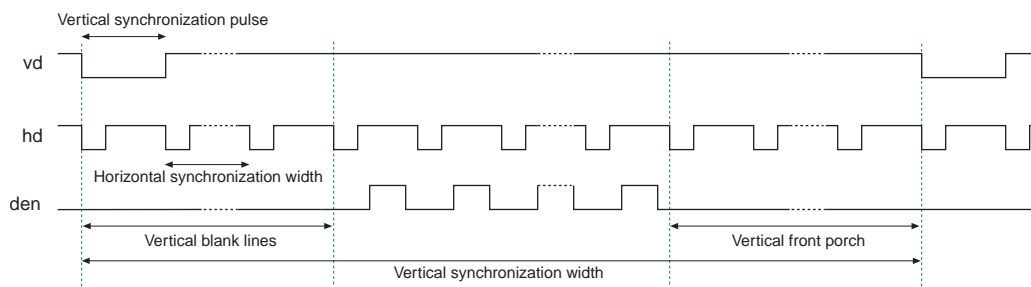 Vertical synchronization pulse
vd
hd
Horizontal synchronization width
den
Vertical blank lines
Vertical front porch
Vertical synchronization width